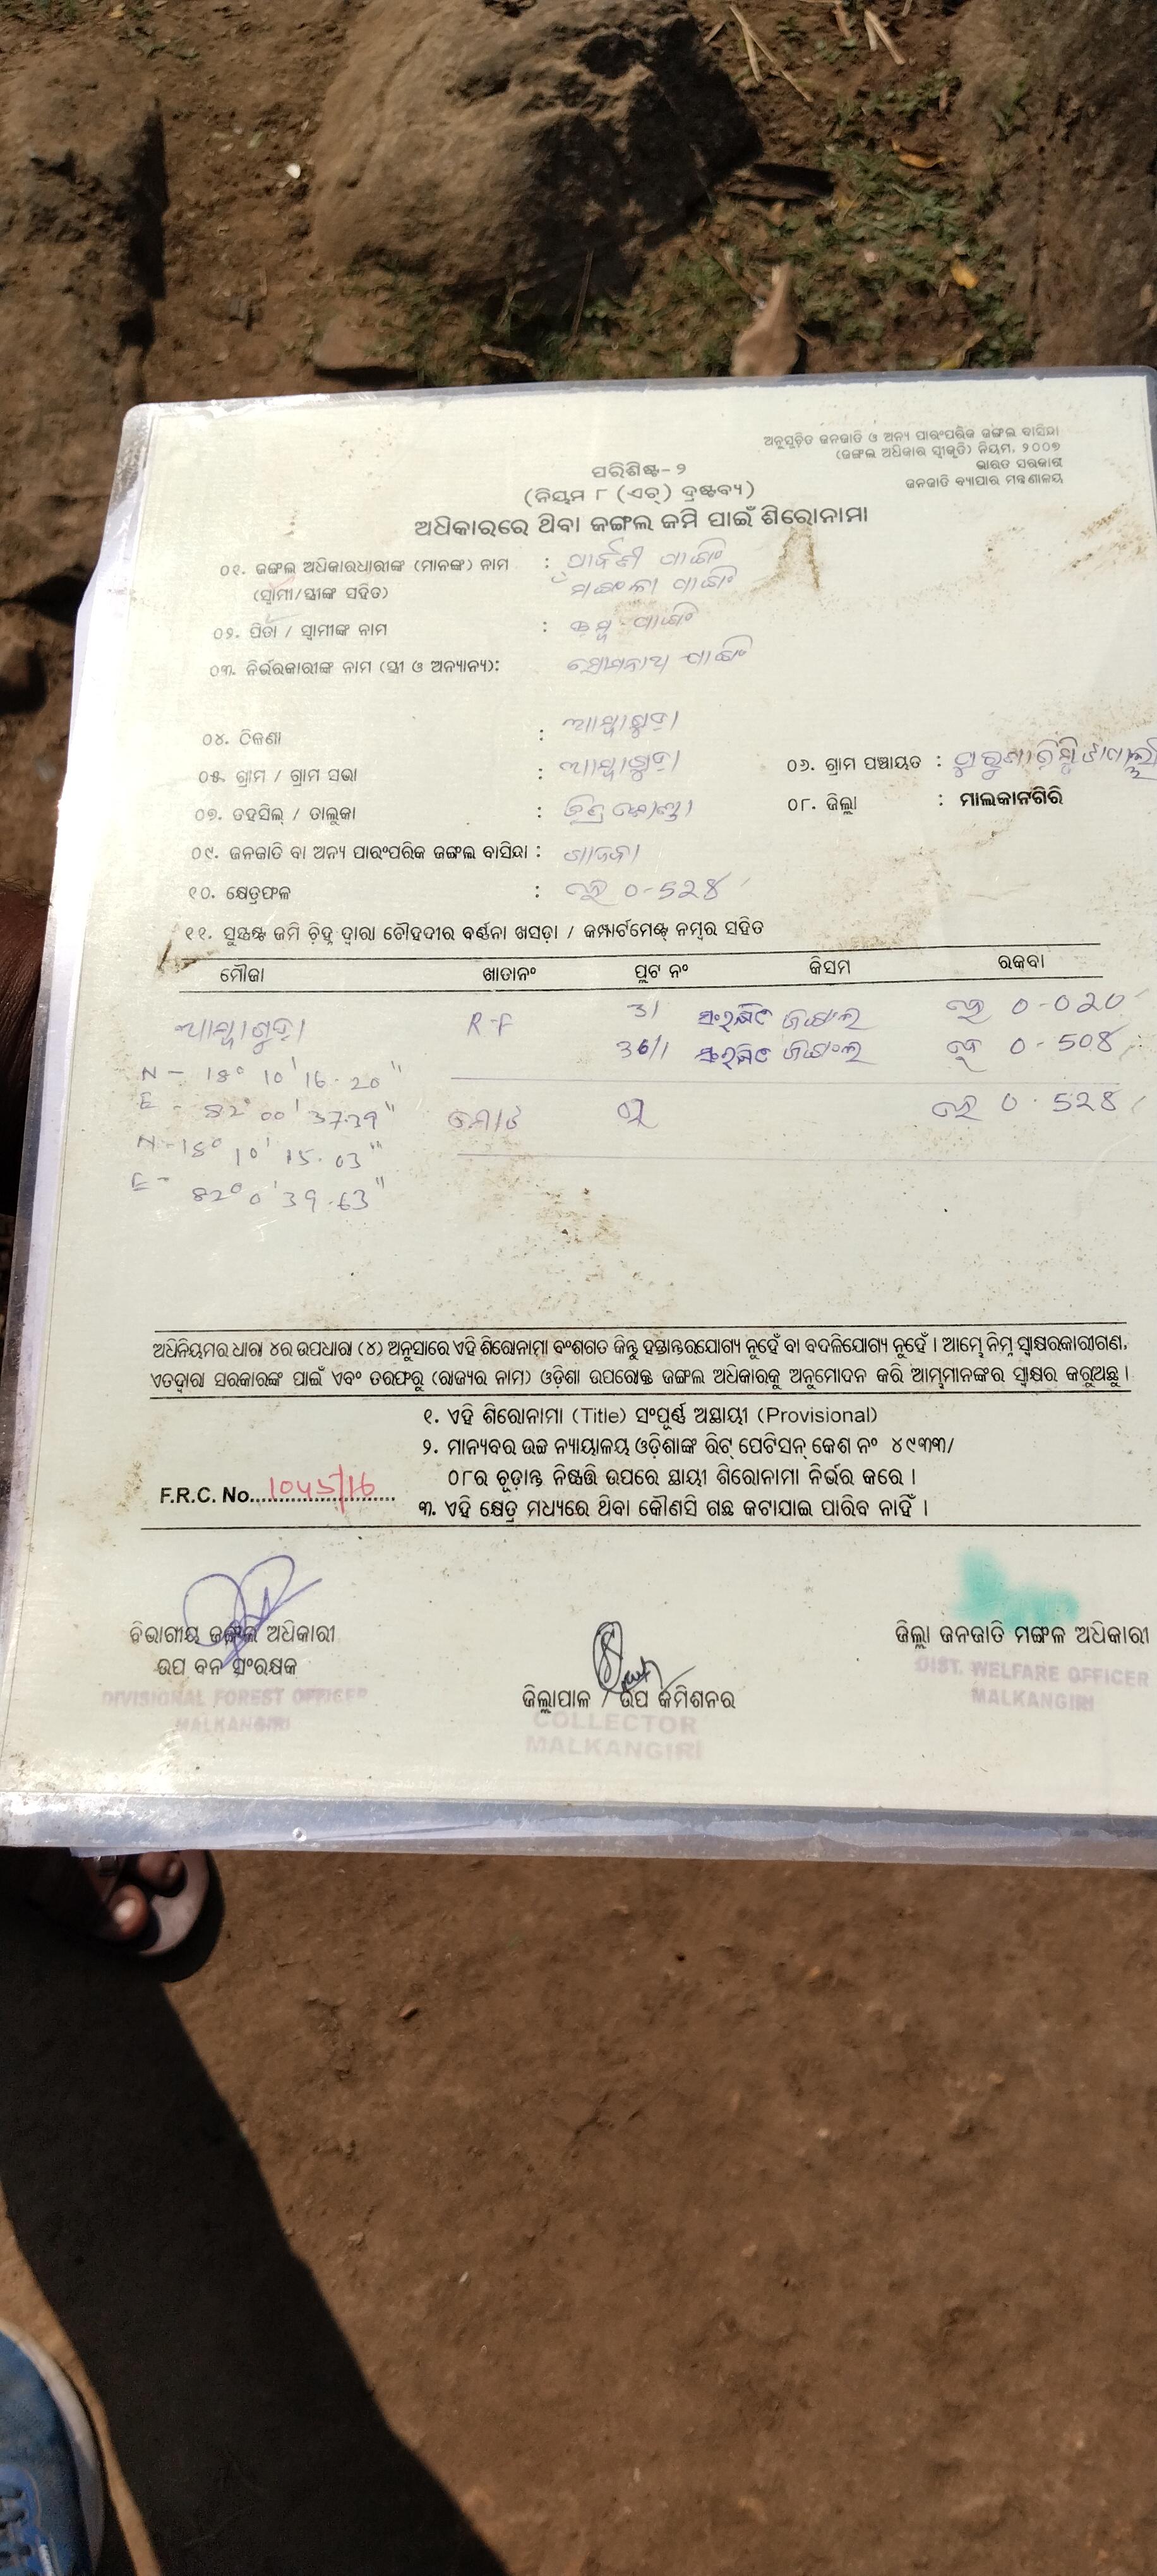 ଅନୁସୂଚିତ ଜନଜାତି ଓ ଅନ୍ୟ ପାରଂପରିକ ଜଙ୍ଗଲ ବାସିନ୍ଦା
(ଜଙ୍ଗଲ ଅଧିକାର ସ୍ୱୀକୃତି) ନିୟମ, ୨୦୦୭
ଭାରତ ସରକାର
ଜନଜାତି ବ୍ୟାପାର ମନ୍ତ୍ରଣାଳୟ
ପରିଶିଷ୍ଟ-୨
(ନିୟମ ୮ (ଏଚ୍) ଦ୍ରଷ୍ଟବ୍ୟ)
ଅଧିକାରରେ ଥିବା ଜଙ୍ଗଲ ଜମି ପାଇଁ ଶିରୋନାମା
୦୧. ଜଙ୍ଗଲ ଅଧିକାରଧାରୀଙ୍କ (ମାନଙ୍କ) ନାମ :
(ସ୍ୱାମୀ/ସ୍ତ୍ରୀଙ୍କ ସହିତ)
୦୨. ପିତା / ସ୍ୱାମୀଙ୍କ ନାମ :
୦୩. ନିର୍ଭରକାରୀଙ୍କ ନାମ (ସ୍ତ୍ରୀ ଓ ଅନ୍ୟାନ୍ୟ): ସୋମନାଥ
୦୪. ଠିକଣା : ଆମ୍ବାଗୁଡ଼ା
୦୫. ଗ୍ରାମ / ଗ୍ରାମ ସଭା : ଆମ୍ବାଗୁଡ଼ା ୦୬. ଗ୍ରାମ ପଞ୍ଚାୟତ :
୦୭. ତହସିଲ୍ / ତାଲୁକା : ୦୮. ଜିଲ୍ଲା : ମାଲକାନଗିରି
୦୯. ଜନଜାତି ବା ଅନ୍ୟ ପାରଂପରିକ ଜଙ୍ଗଲ ବାସିନ୍ଦା :
୧୦. କ୍ଷେତ୍ରଫଳ : ହେ 0-528
୧୧. ସୁସ୍ପଷ୍ଟ ଜମି ଚିହ୍ନ ଦ୍ୱାରା ଚୌହଦୀର ବର୍ଣ୍ଣନା ଖସଡ଼ା / କମ୍ପାର୍ଟମେଣ୍ଟ୍ ନମ୍ବର ସହିତ
ମୌଜା ଖାତାନଂ ପ୍ଲଟ ନଂ କିସମ ରକବା
ଆମ୍ବାଗୁଡ଼ା R-F 31 ସଂରକ୍ଷିତ ଜଙ୍ଗଲ ହେ 0-020
36/1 ସଂରକ୍ଷିତ ଜଙ୍ଗଲ ହେ 0-508
N- 18° 10' 16.20"
E- 82° 00' 37.39" ମୋଟ ହେ 0.528
N-18° 10' 15.03"
E- 82° 0' 39.63"
ଅଧିନିୟମର ଧାରା ୪ର ଉପଧାରା (୪) ଅନୁସାରେ ଏହି ଶିରୋନାମା ବଂଶଗତ କିନ୍ତୁ ହସ୍ତାନ୍ତରଯୋଗ୍ୟ ନୁହେଁ ବା ବଦଳିଯୋଗ୍ୟ ନୁହେଁ । ଆମ୍ଭେ ନିମ୍ନ ସ୍ୱାକ୍ଷରକାରୀଗଣ,
ଏତଦ୍ୱାରା ସରକାରଙ୍କ ପାଇଁ ଏବଂ ତରଫରୁ (ରାଜ୍ୟର ନାମ) ଓଡ଼ିଶା ଉପରୋକ୍ତ ଜଙ୍ଗଲ ଅଧିକାରକୁ ଅନୁମୋଦନ କରି ଆମ୍ଭମାନଙ୍କର ସ୍ୱାକ୍ଷର କରୁଅଛୁ ।
୧. ଏହି ଶିରୋନାମା (Title) ସଂପୂର୍ଣ୍ଣ ଅସ୍ଥାୟୀ (Provisional)
୨. ମାନ୍ୟବର ଉଚ୍ଚ ନ୍ୟାୟାଳୟ ଓଡ଼ିଶାଙ୍କ ରିଟ୍ ପେଟିସନ୍ କେଶ ନଂ ୪୯୩୩/
୦୮ର ଚୂଡ଼ାନ୍ତ ନିଷ୍ପତ୍ତି ଉପରେ ସ୍ଥାୟୀ ଶିରୋନାମା ନିର୍ଭର କରେ ।
F.R.C. No....1045/16
୩. ଏହି କ୍ଷେତ୍ର ମଧ୍ୟରେ ଥିବା କୌଣସି ଗଛ କଟାଯାଇ ପାରିବ ନାହିଁ ।
ବିଭାଗୀୟ ଜଙ୍ଗଲ ଅଧିକାରୀ
ଉପ ବନ ସଂରକ୍ଷକ
DIVISIONAL FOREST OFFICER
MALKANGIRI
ଜିଲ୍ଲାପାଳ / ଉପ କମିଶନର
COLLECTOR
MALKANGIRI
ଜିଲ୍ଲା ଜନଜାତି ମଙ୍ଗଳ ଅଧିକାରୀ
DIST. WELFARE OFFICER
MALKANGIRI